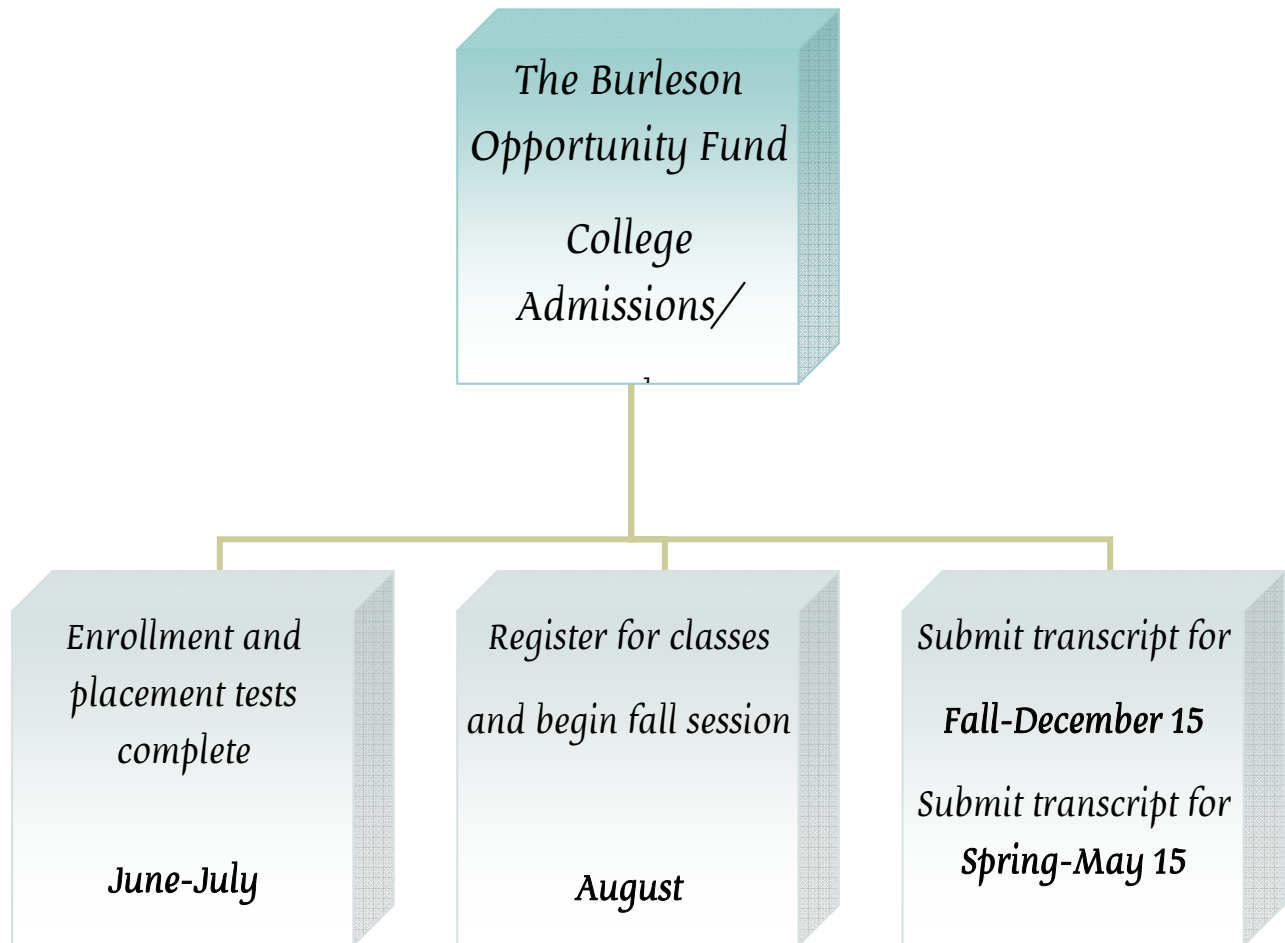 The Burleson
Opportunity Fund
College
Admissions/
Enrollment and
placement tests
complete
June-July
Register for classes
and begin fall session
August
Submit transcript for
Fall-December 15
Submit transcript for
Spring-May 15